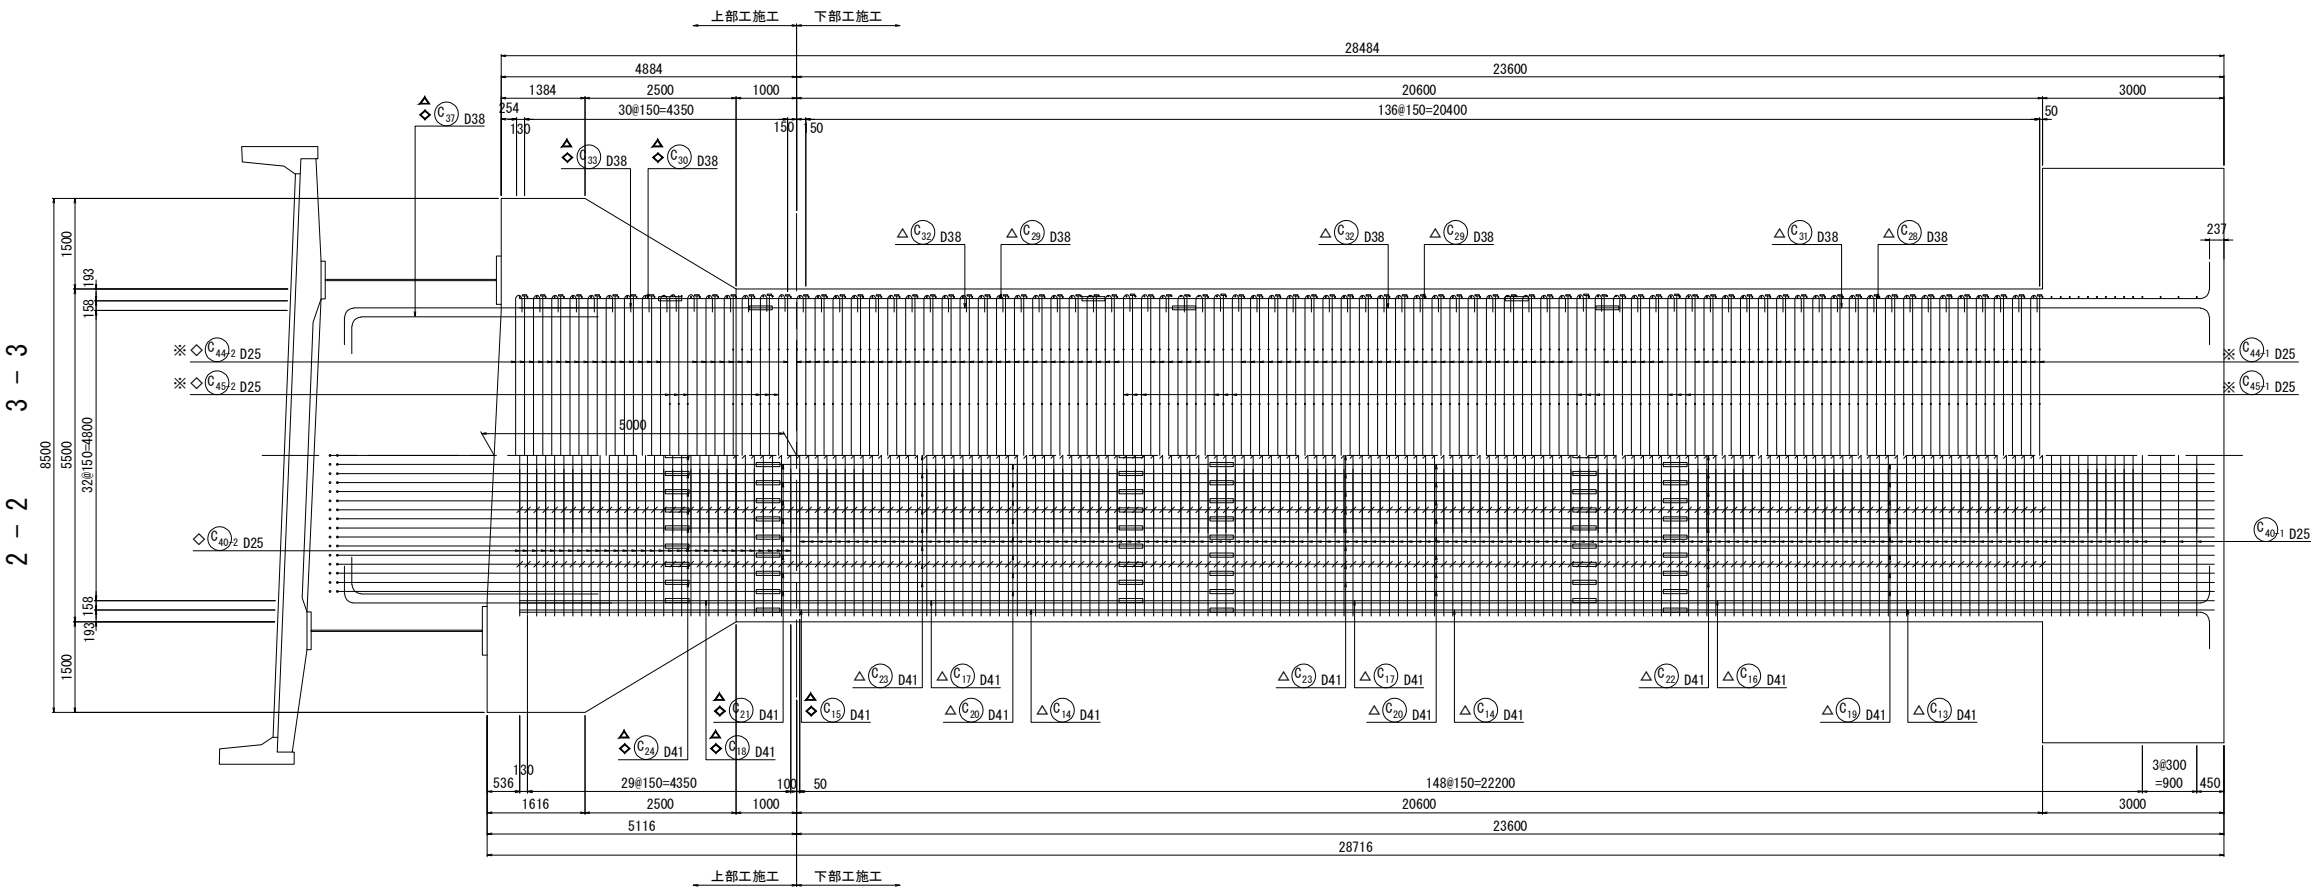 上部工施工 下部工施工
28484
4884 23600
1384 2500 1000 20600 3000
254 30@150=4350 136@150=20400 50
130 150 150
△ ◇ C37 D38
△ ◇ C33 D38 △ ◇ C30 D38
△ C32 D38 △ C29 D38 △ C32 D38 △ C29 D38 △ C31 D38 △ C28 D38
237
1500
193
158
※ ◇ C44-2 D25 ※ C44-1 D25
※ ◇ C45-2 D25 ※ C45-1 D25
5000
8500 5500 32@150=4800
2-2 3-3
◇ C40-2 D25 C40-1 D25
158
193
1500
△ C23 D41 △ C17 D41 △ C23 D41 △ C17 D41 △ C22 D41 △ C16 D41
△ ◇ C21 D41 △ ◇ C15 D41 △ C20 D41 △ C14 D41 △ C20 D41 △ C14 D41 △ C19 D41 △ C13 D41
△ ◇ C24 D41 △ ◇ C18 D41
130 3@300
536 29@150=4350 100 50 148@150=22200 =900 450
1616 2500 1000 20600 3000
5116 23600
28716
上部工施工 下部工施工